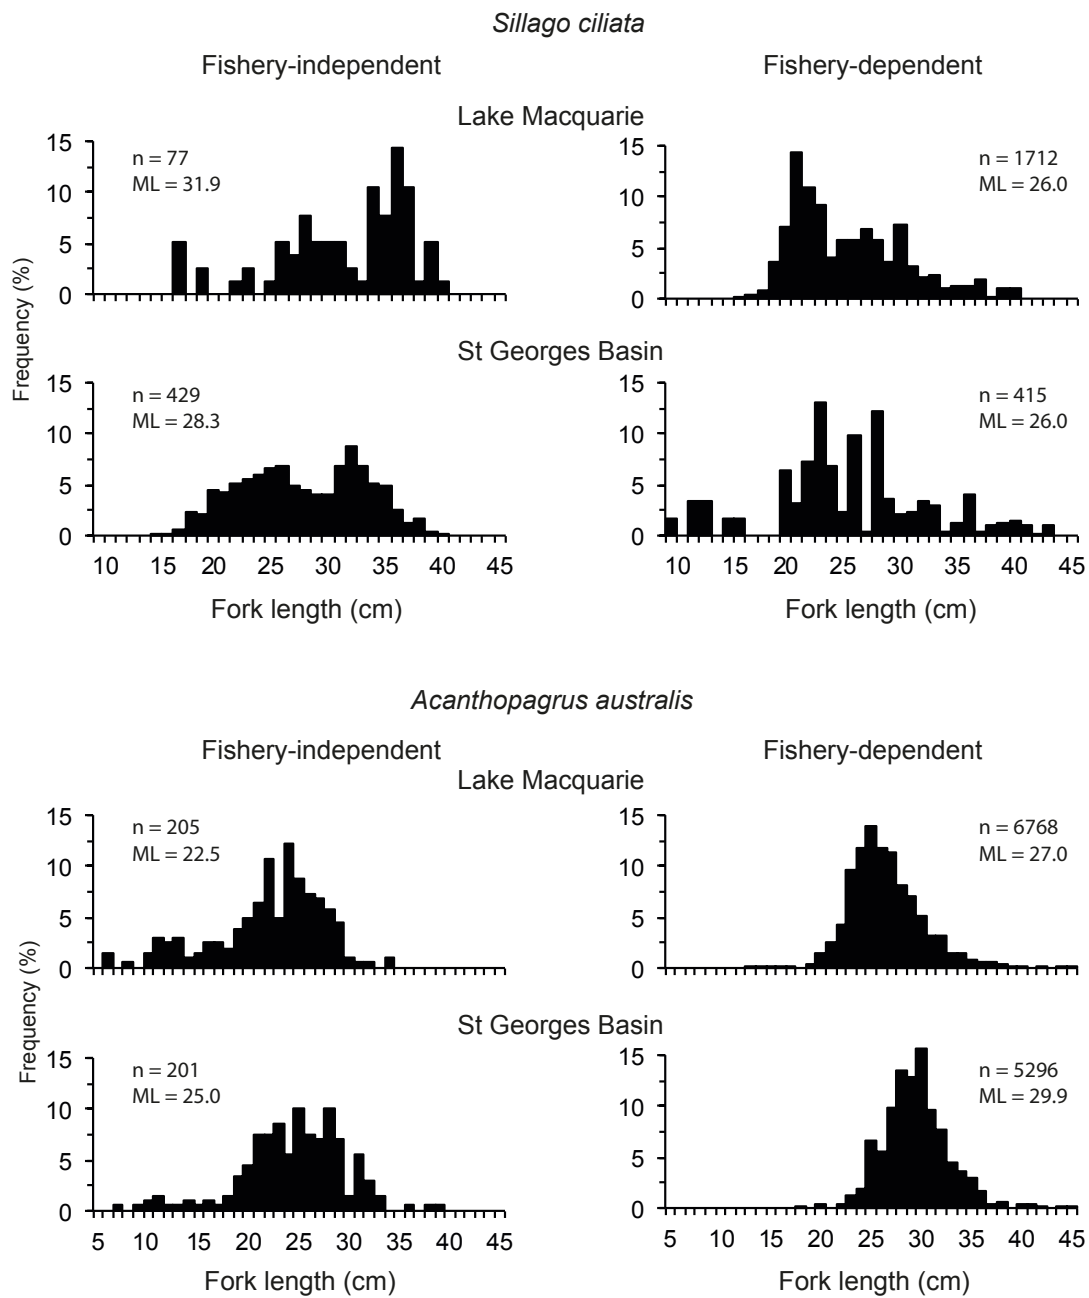 Sillago ciliata
Fishery-independent Fishery-dependent
Lake Macquarie
15
10
5
0
n = 77
ML = 31.9
15
10
5
0
n = 1712
ML = 26.0
Frequency (%)
St Georges Basin
15
10
5
0
n = 429
ML = 28.3
10 15 20 25 30 35 40 45
Fork length (cm)
15
10
5
0
n = 415
ML = 26.0
10 15 20 25 30 35 40 45
Fork length (cm)
Acanthopagrus australis
Fishery-independent Fishery-dependent
Lake Macquarie
15
10
5
0
n = 205
ML = 22.5
15
10
5
0
n = 6768
ML = 27.0
Frequency (%)
St Georges Basin
15
10
5
0
n = 201
ML = 25.0
5 10 15 20 25 30 35 40 45
Fork length (cm)
15
10
5
0
n = 5296
ML = 29.9
5 10 15 20 25 30 35 40 45
Fork length (cm)